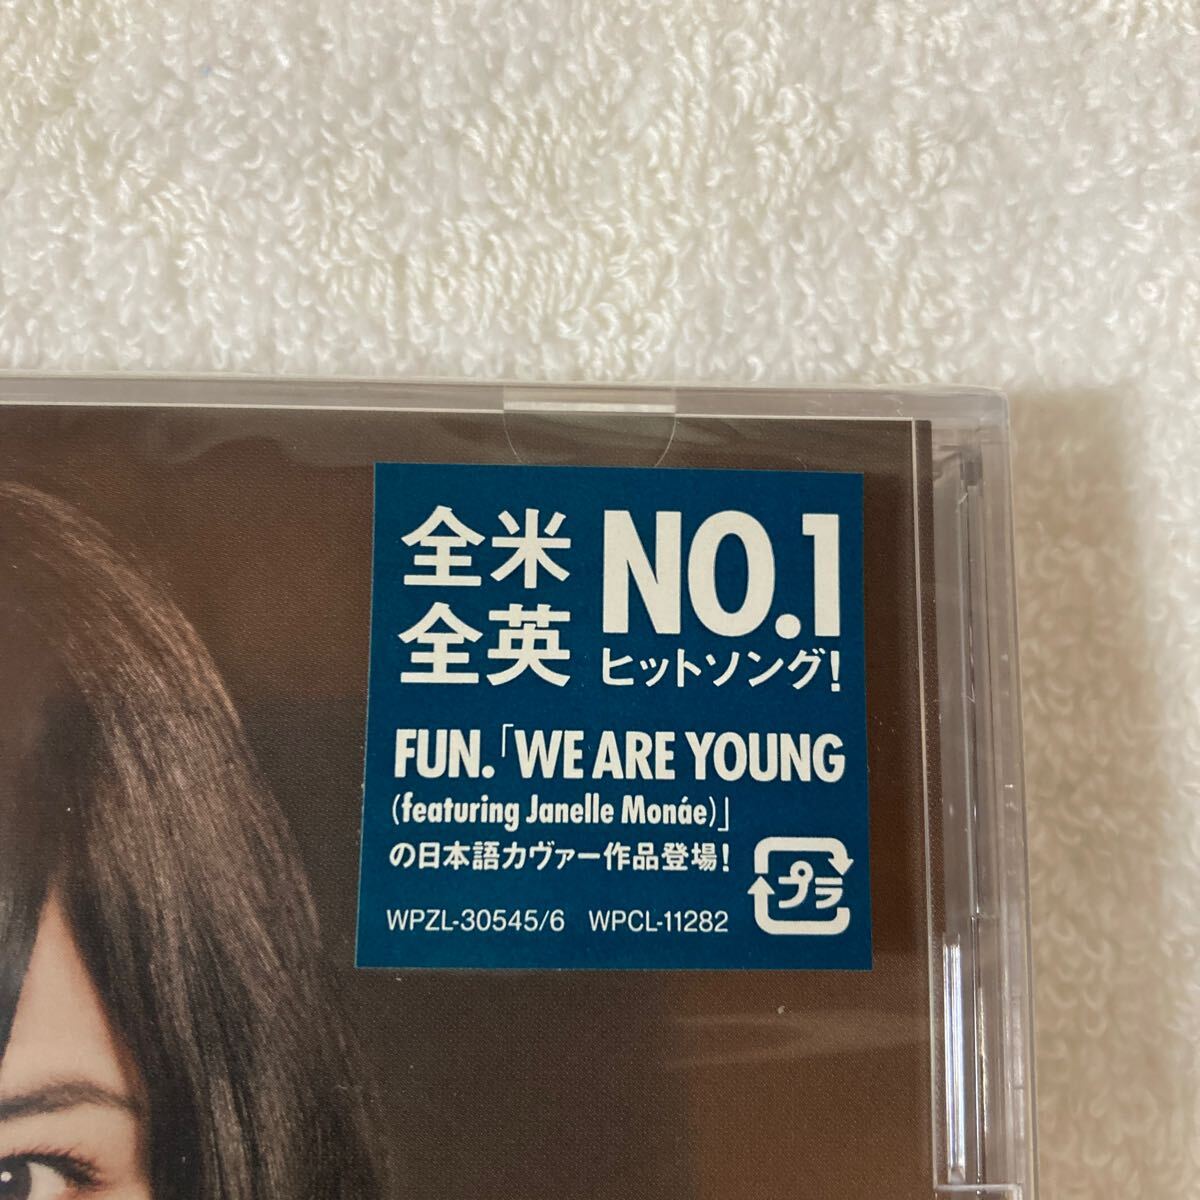 全米
全英
NO.1
ヒットソング!
FUN.「WE ARE YOUNG
(featuring Janelle Monáe)」
の日本語カヴァー作品登場!
プラ
WPZL-30545/6 WPCL-11282